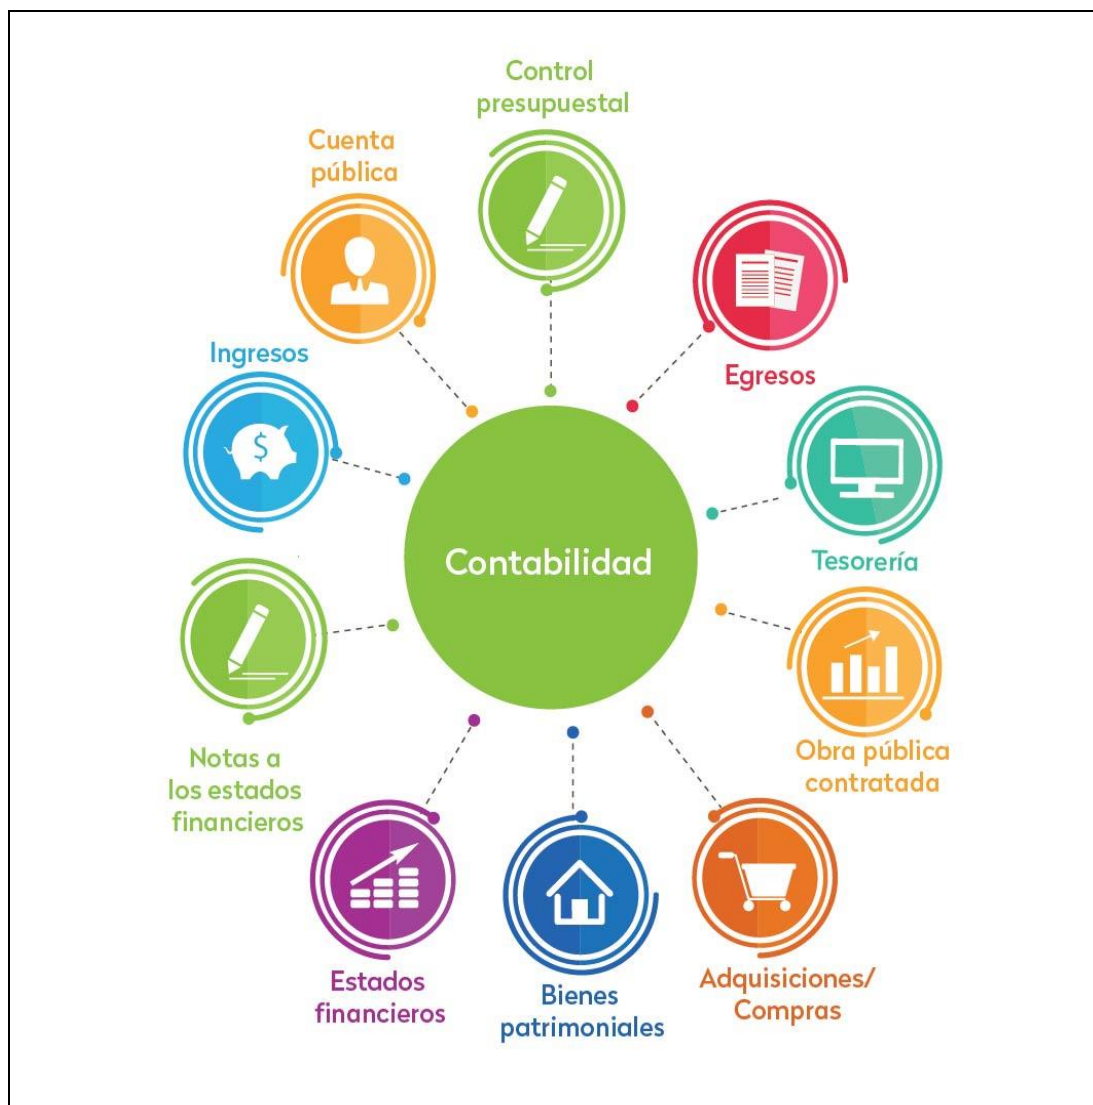 Control
presupuestal
Cuenta
pública
Egresos
Ingresos
$
Tesorería
Contabilidad
Obra pública
contratada
Notas a
los estados
financieros
Adquisiciones/
Compras
Estados
financieros
Bienes
patrimoniales